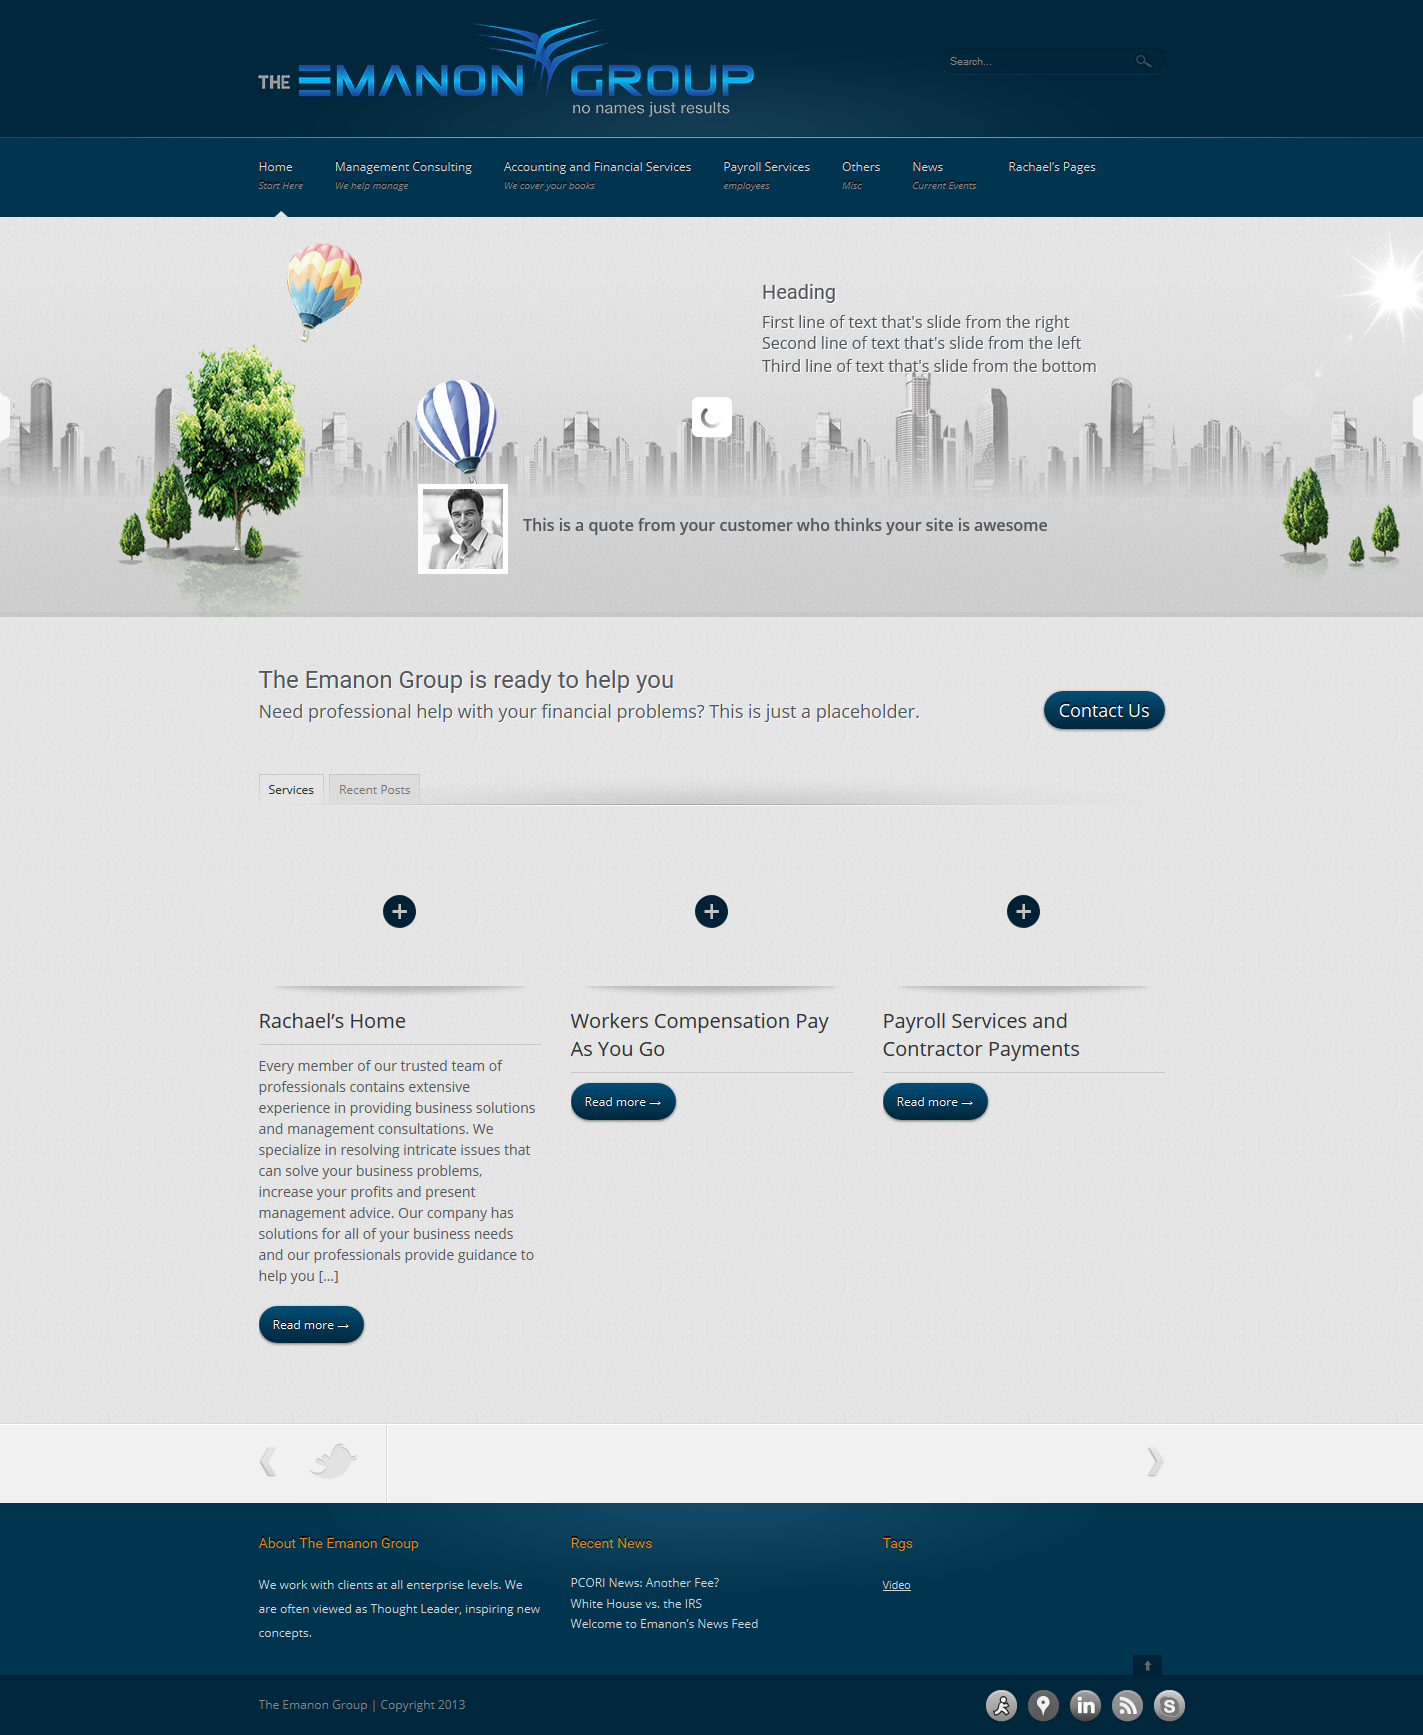 THE EMANON GROUP
no names just results
Search...
Home
Start Here
Management Consulting
We help manage
Accounting and Financial Services
We cover your books
Payroll Services
employees
Others
Misc
News
Current Events
Rachael's Pages
Heading
First line of text that's slide from the right
Second line of text that's slide from the left
Third line of text that's slide from the bottom
This is a quote from your customer who thinks your site is awesome
The Emanon Group is ready to help you
Need professional help with your financial problems? This is just a placeholder.
Contact Us
Services
Recent Posts
Rachael's Home
Every member of our trusted team of
professionals contains extensive
experience in providing business solutions
and management consultations. We
specialize in resolving intricate issues that
can solve your business problems,
increase your profits and present
management advice. Our company has
solutions for all of your business needs
and our professionals provide guidance to
help you [...]
Read more →
Workers Compensation Pay
As You Go
Read more →
Payroll Services and
Contractor Payments
Read more →
About The Emanon Group
We work with clients at all enterprise levels. We
are often viewed as Thought Leader, inspiring new
concepts.
Recent News
PCORI News: Another Fee?
White House vs. the IRS
Welcome to Emanon's News Feed
Tags
Video
The Emanon Group | Copyright 2013
in
S